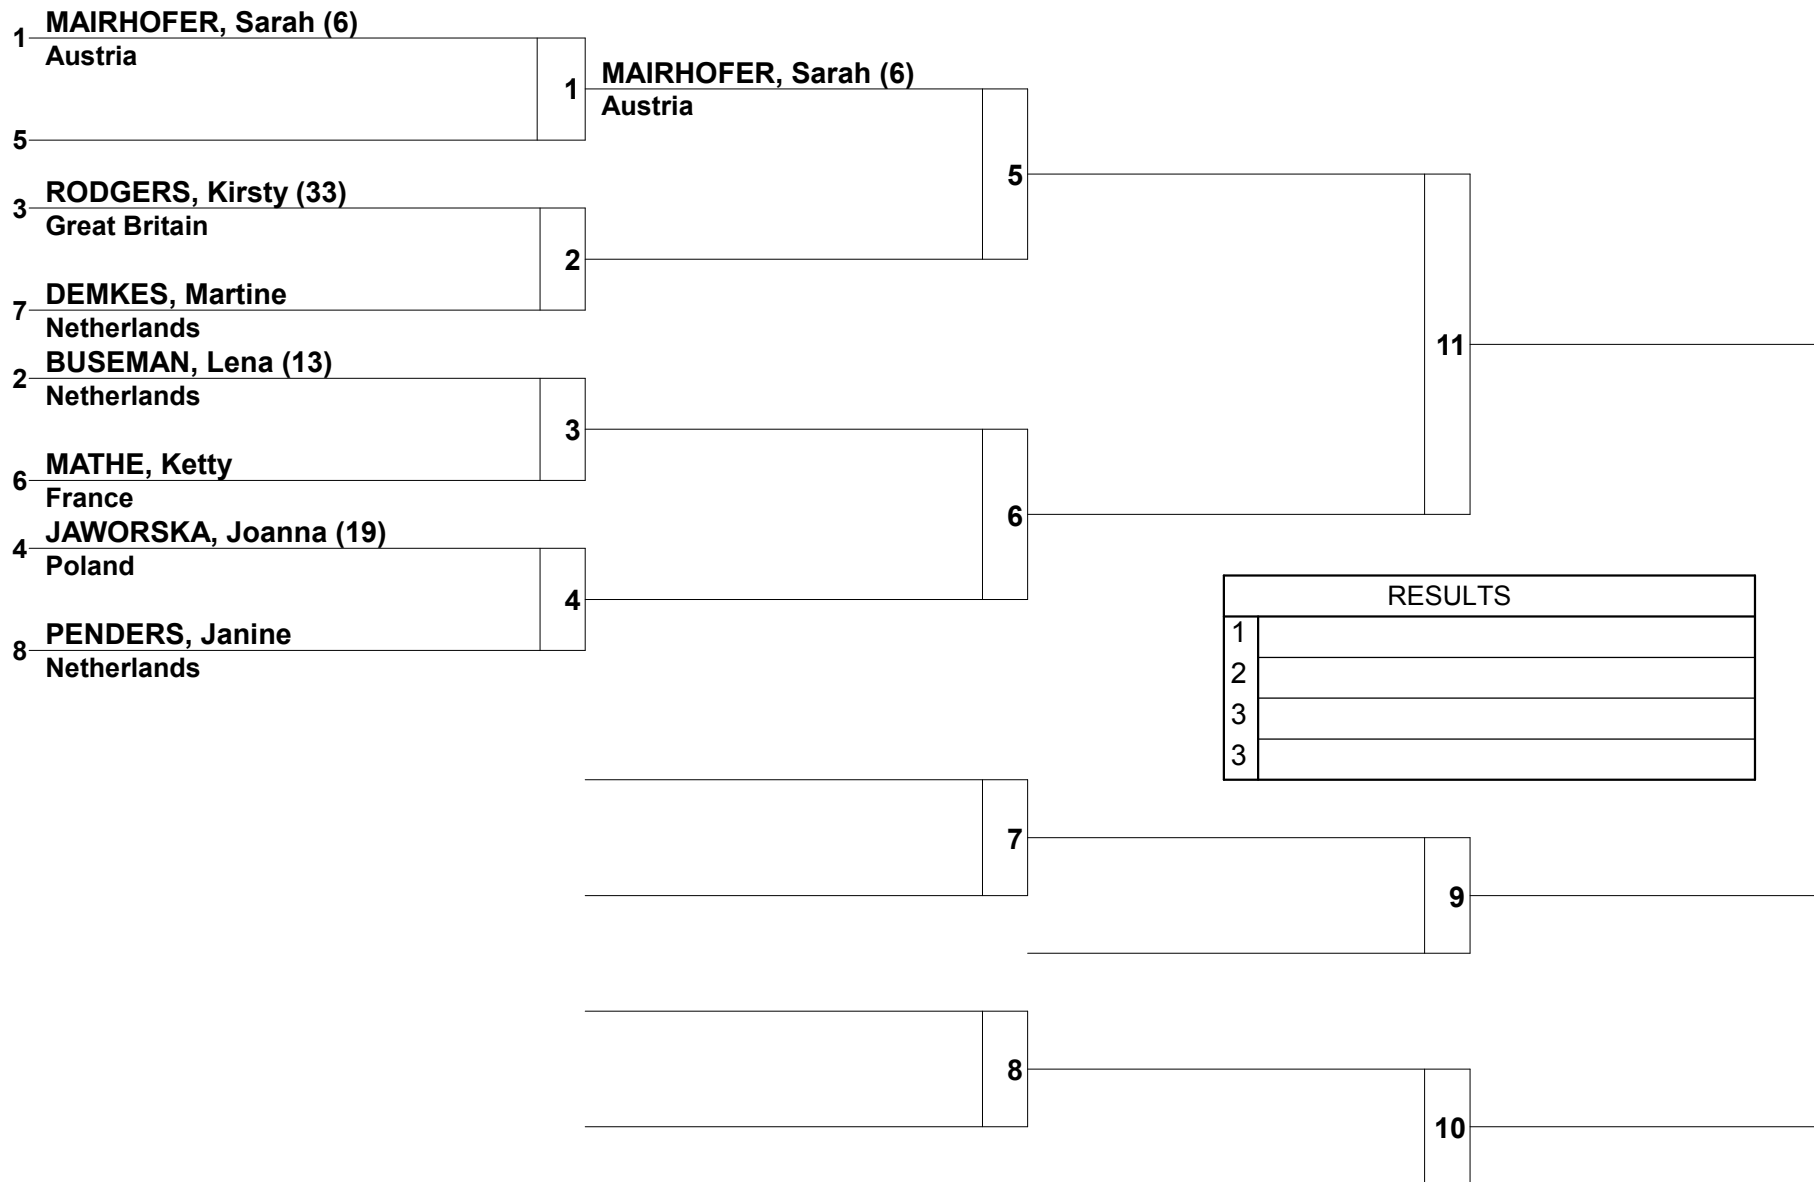 1 MAIRHOFER, Sarah (6)
Austria
1
MAIRHOFER, Sarah (6)
Austria
5
5
3 RODGERS, Kirsty (33)
Great Britain
2
7 DEMKES, Martine
Netherlands
2 BUSEMAN, Lena (13)
Netherlands
11
3
6 MATHE, Ketty
France
6
4 JAWORSKA, Joanna (19)
Poland
4
8 PENDERS, Janine
Netherlands
RESULTS
1
2
3
3
7
9
8
10